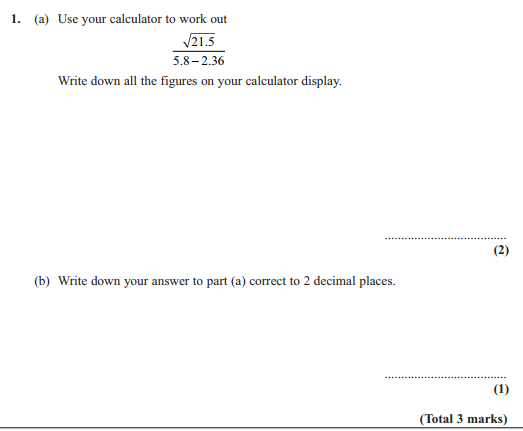 1. (a) Use your calculator to work out
√21.5
5.8 – 2.36
Write down all the figures on your calculator display.
.....................................
(2)
(b) Write down your answer to part (a) correct to 2 decimal places.
.....................................
(1)
(Total 3 marks)